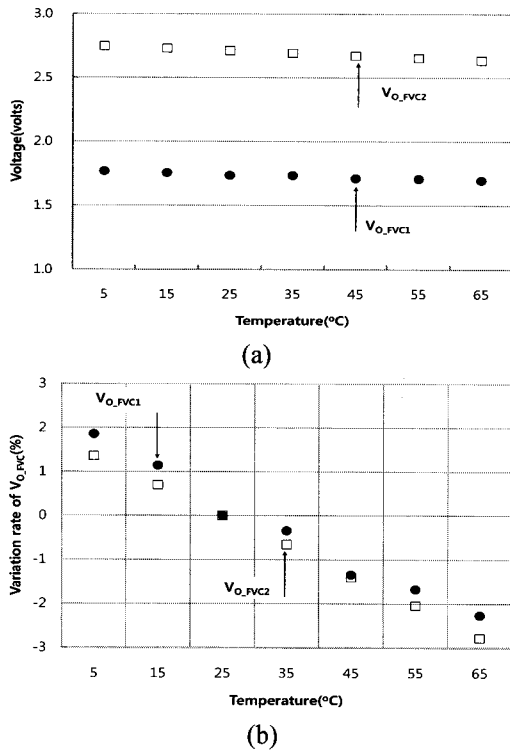 3.0
2.5
2.0
1.5
1.0
Voltage(volts)
V_O_FVC2
V_O_FVC1
5 15 25 35 45 55 65
Temperature(°C)
(a)
3
2
1
0
-1
-2
-3
Variation rate of V_O_FVC(%)
V_O_FVC1
V_O_FVC2
5 15 25 35 45 55 65
Temperature(°C)
(b)